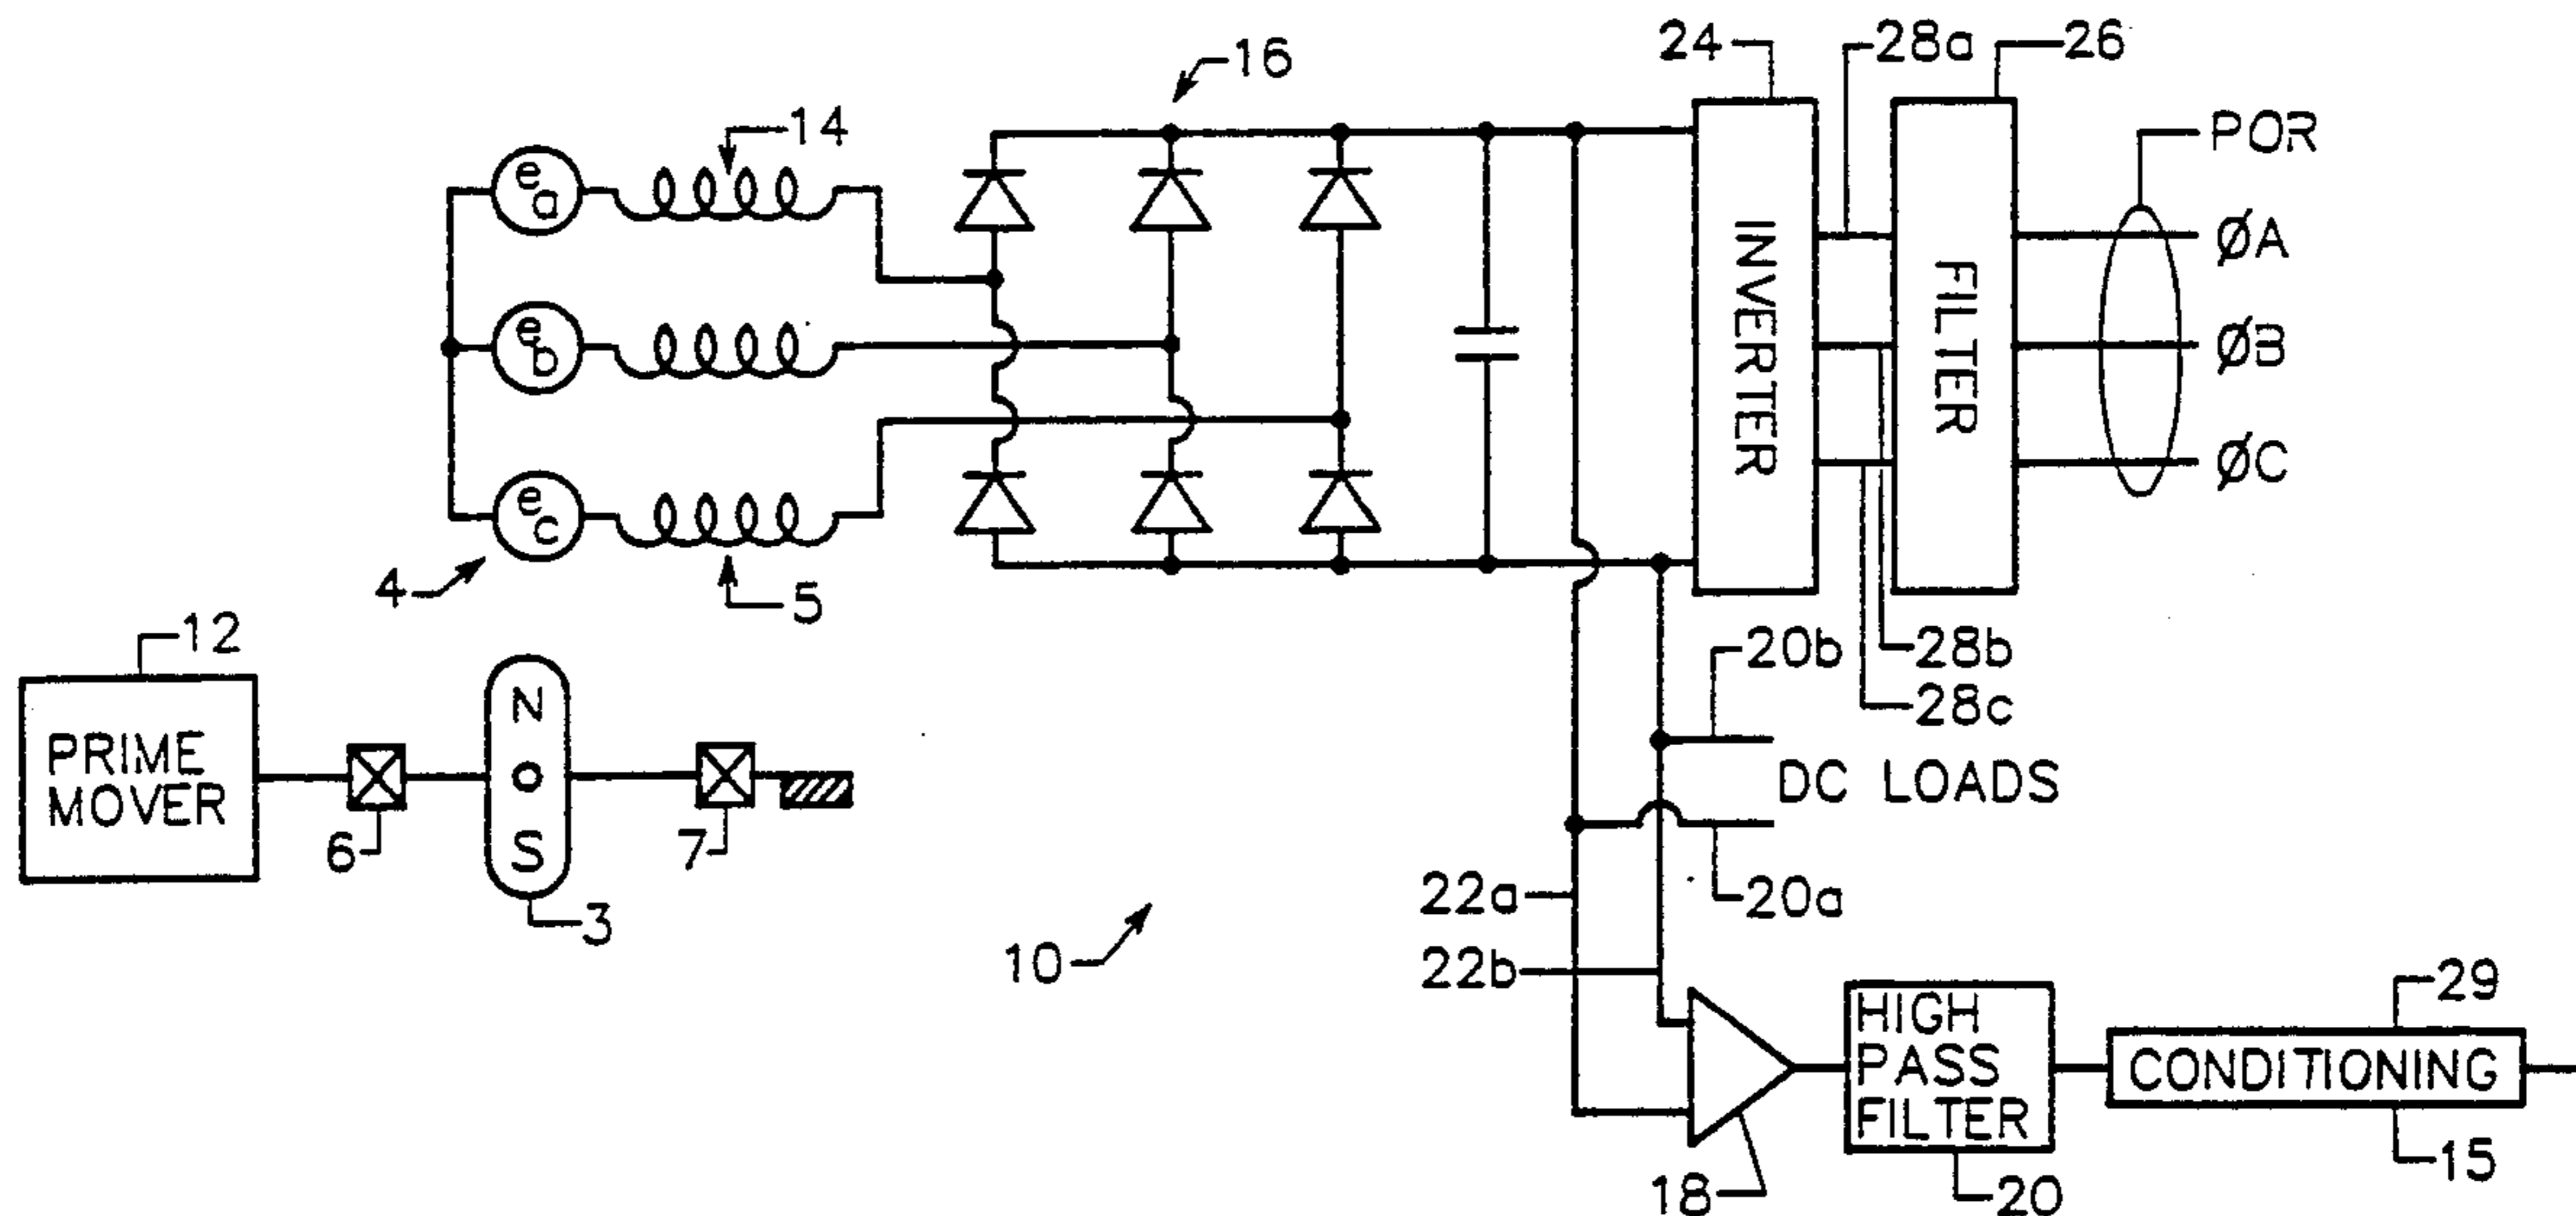 24
28a
26
16
POR
14
ea
ØA
INVERTER
FILTER
eb
ØB
ec
ØC
4
5
12
20b
28b
28c
N
O
S
PRIME
MOVER
DC LOADS
6
7
22a
20a
3
10
22b
29
HIGH
PASS
FILTER
CONDITIONING
18
20
15